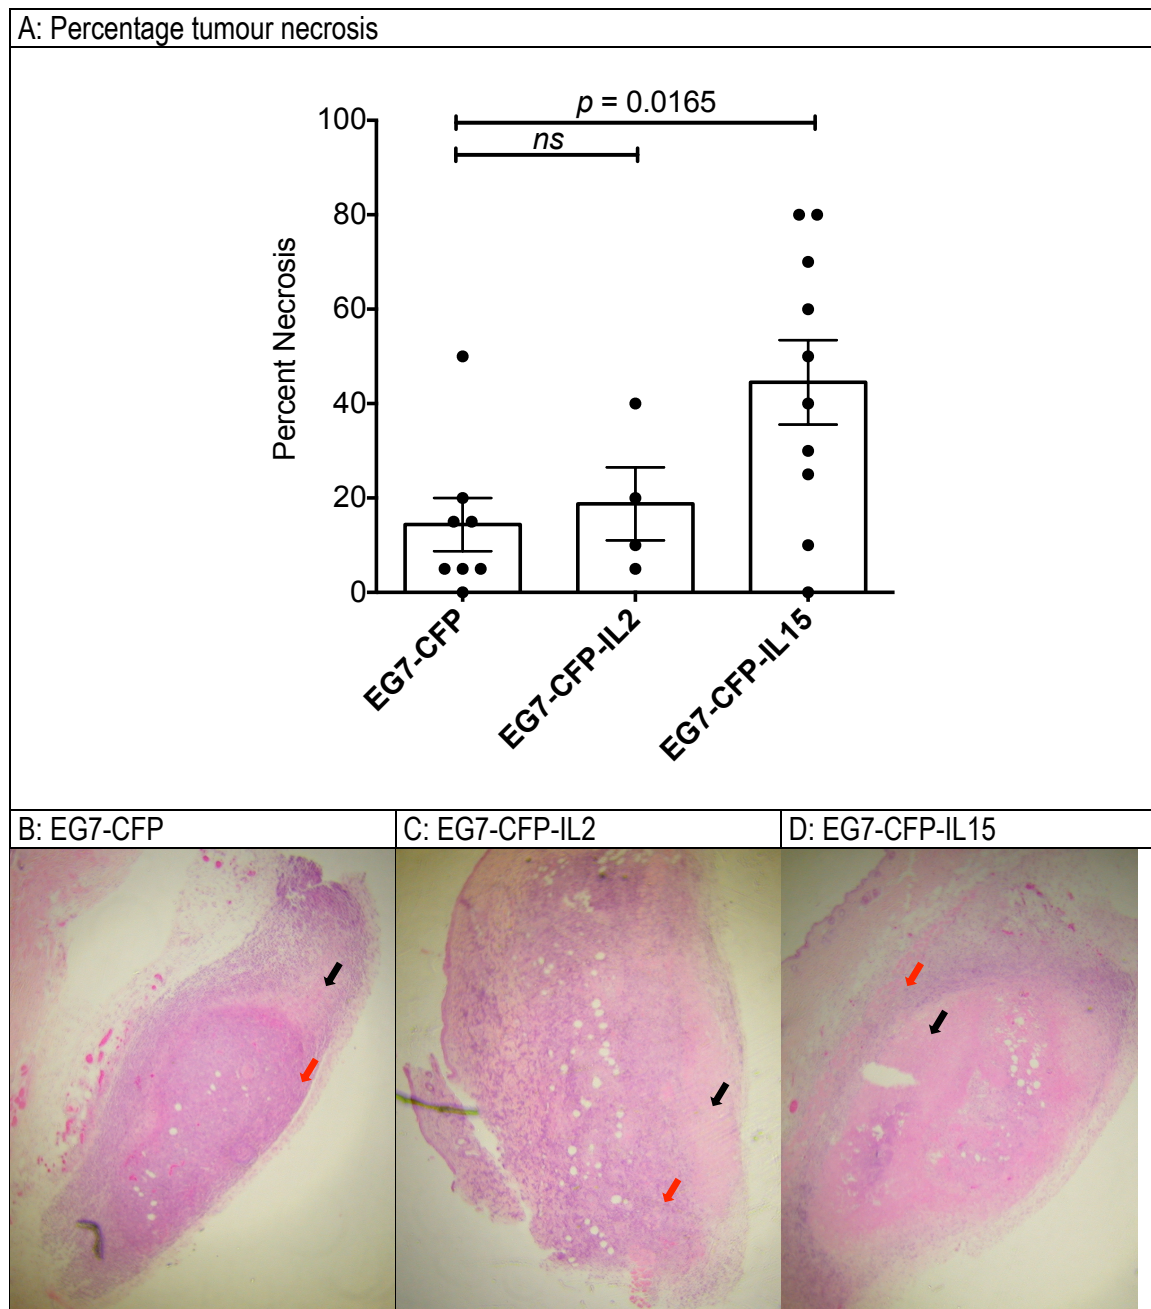 A: Percentage tumour necrosis
p = 0.0165
ns
100
80
60
40
20
0
Percent Necrosis
EG7-CFP
EG7-CFP-IL2
EG7-CFP-IL15
B: EG7-CFP
C: EG7-CFP-IL2
D: EG7-CFP-IL15